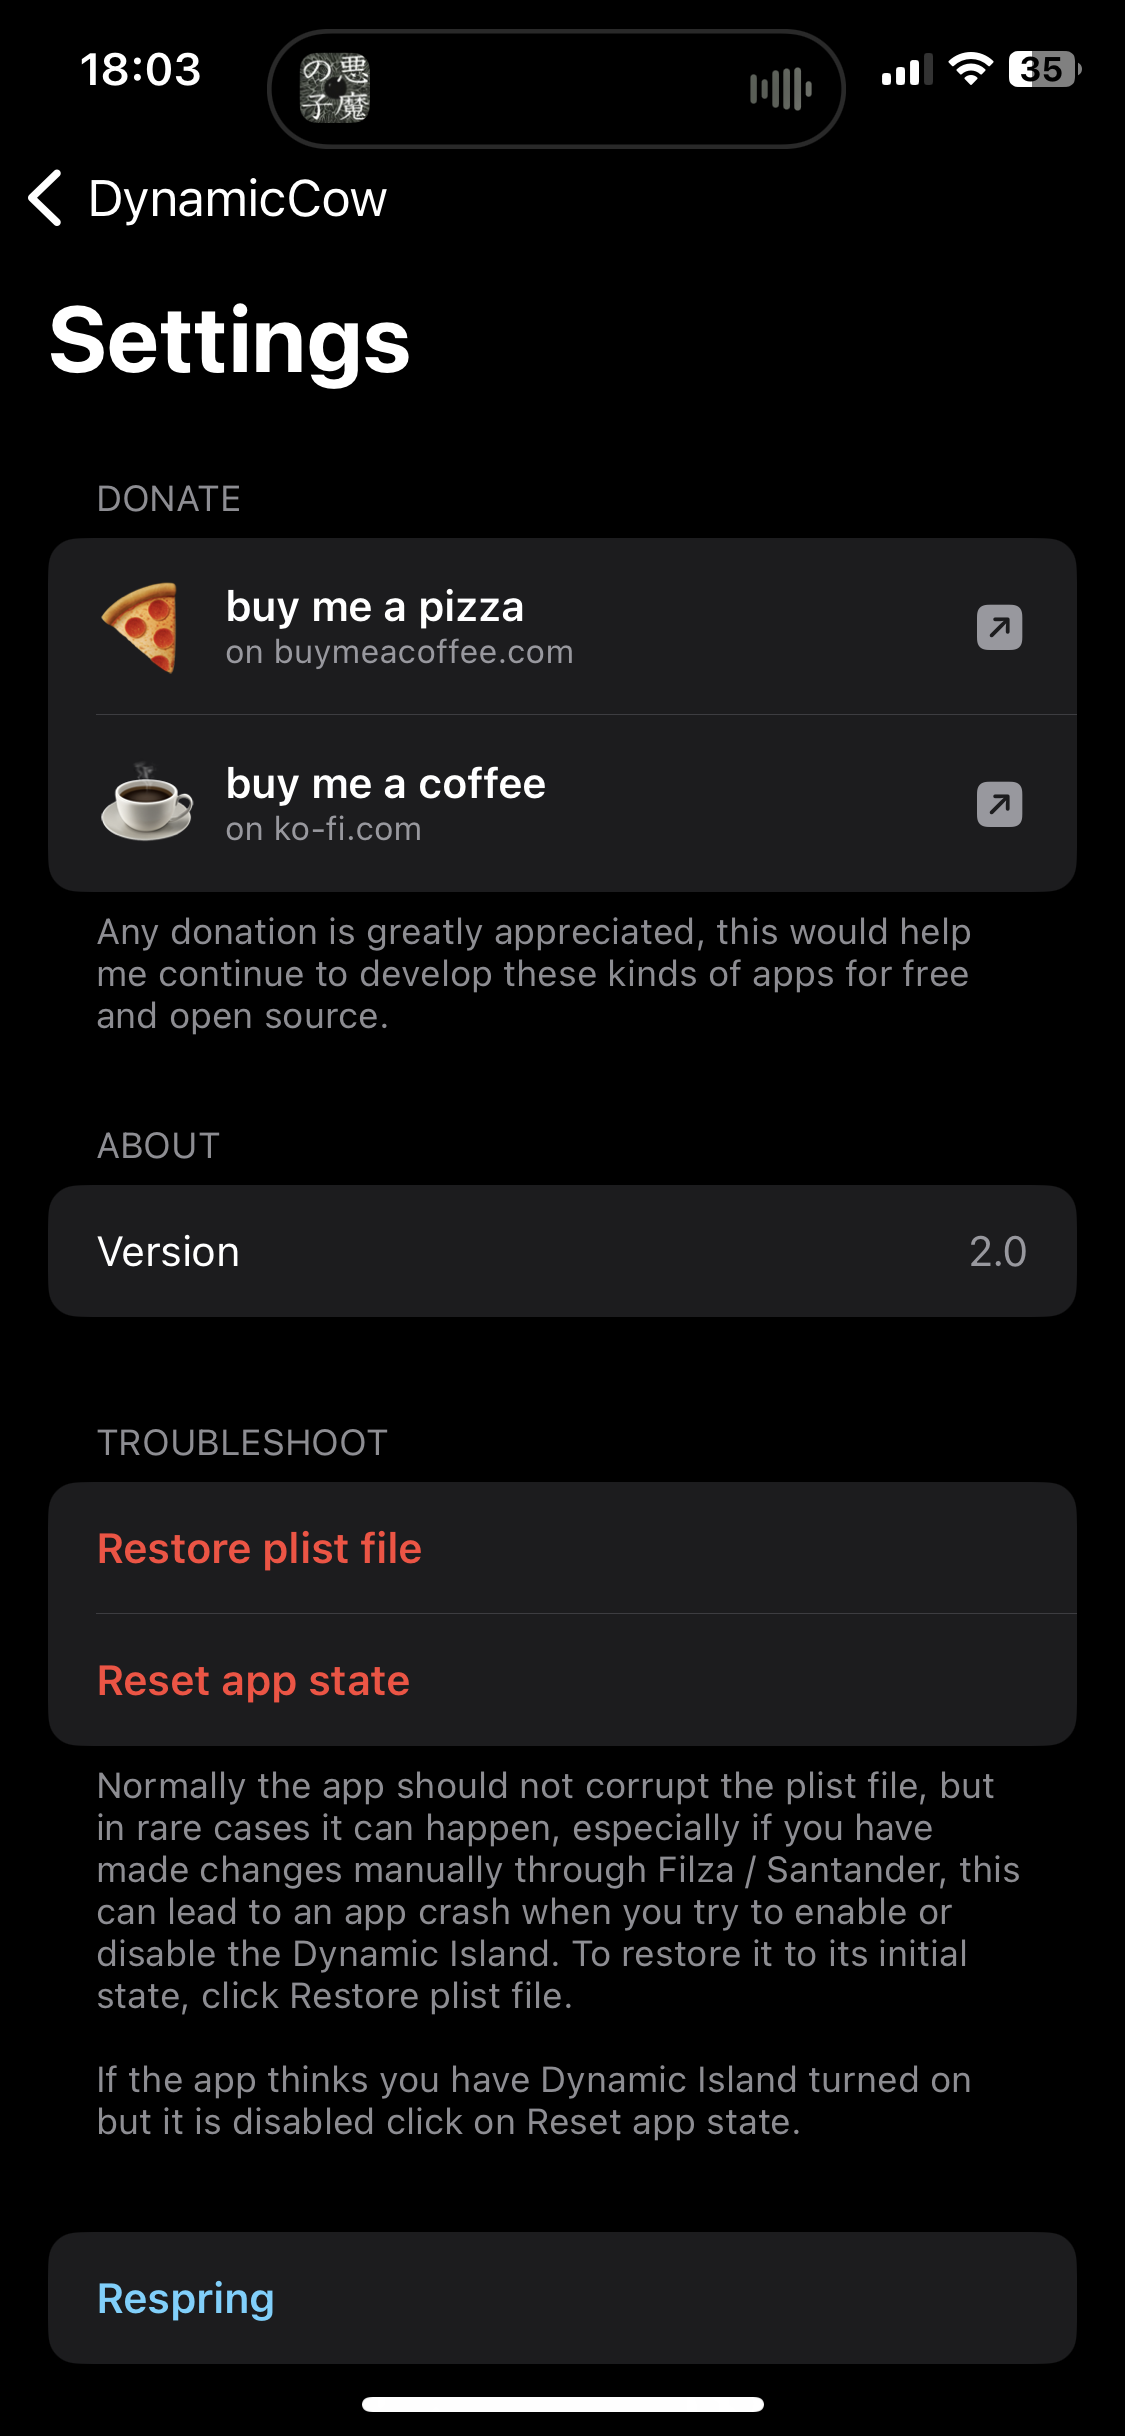 18:03
悪魔
の子
35
DynamicCow
Settings
DONATE
buy me a pizza
on buymeacoffee.com
buy me a coffee
on ko-fi.com
Any donation is greatly appreciated, this would help
me continue to develop these kinds of apps for free
and open source.
ABOUT
Version 2.0
TROUBLESHOOT
Restore plist file
Reset app state
Normally the app should not corrupt the plist file, but
in rare cases it can happen, especially if you have
made changes manually through Filza / Santander, this
can lead to an app crash when you try to enable or
disable the Dynamic Island. To restore it to its initial
state, click Restore plist file.
If the app thinks you have Dynamic Island turned on
but it is disabled click on Reset app state.
Respring